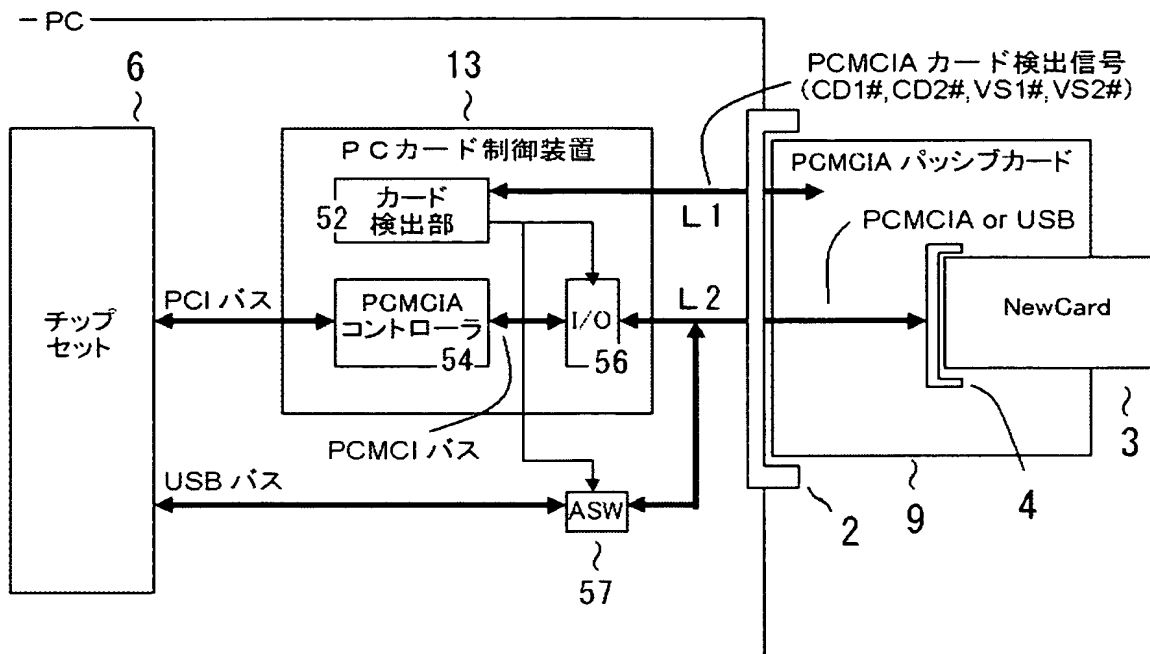 PC
6
13
PCMCIA カード検出信号
(CD1#,CD2#,VS1#,VS2#)
PCカード制御装置
PCMCIA パッシブカード
カード
検出部
52
L1
PCMCIA or USB
PCI バス
PCMCIA
コントローラ
54
I/O
56
L2
NewCard
チップ
セット
PCMCI バス
3
USB バス
ASW
4
2
9
57